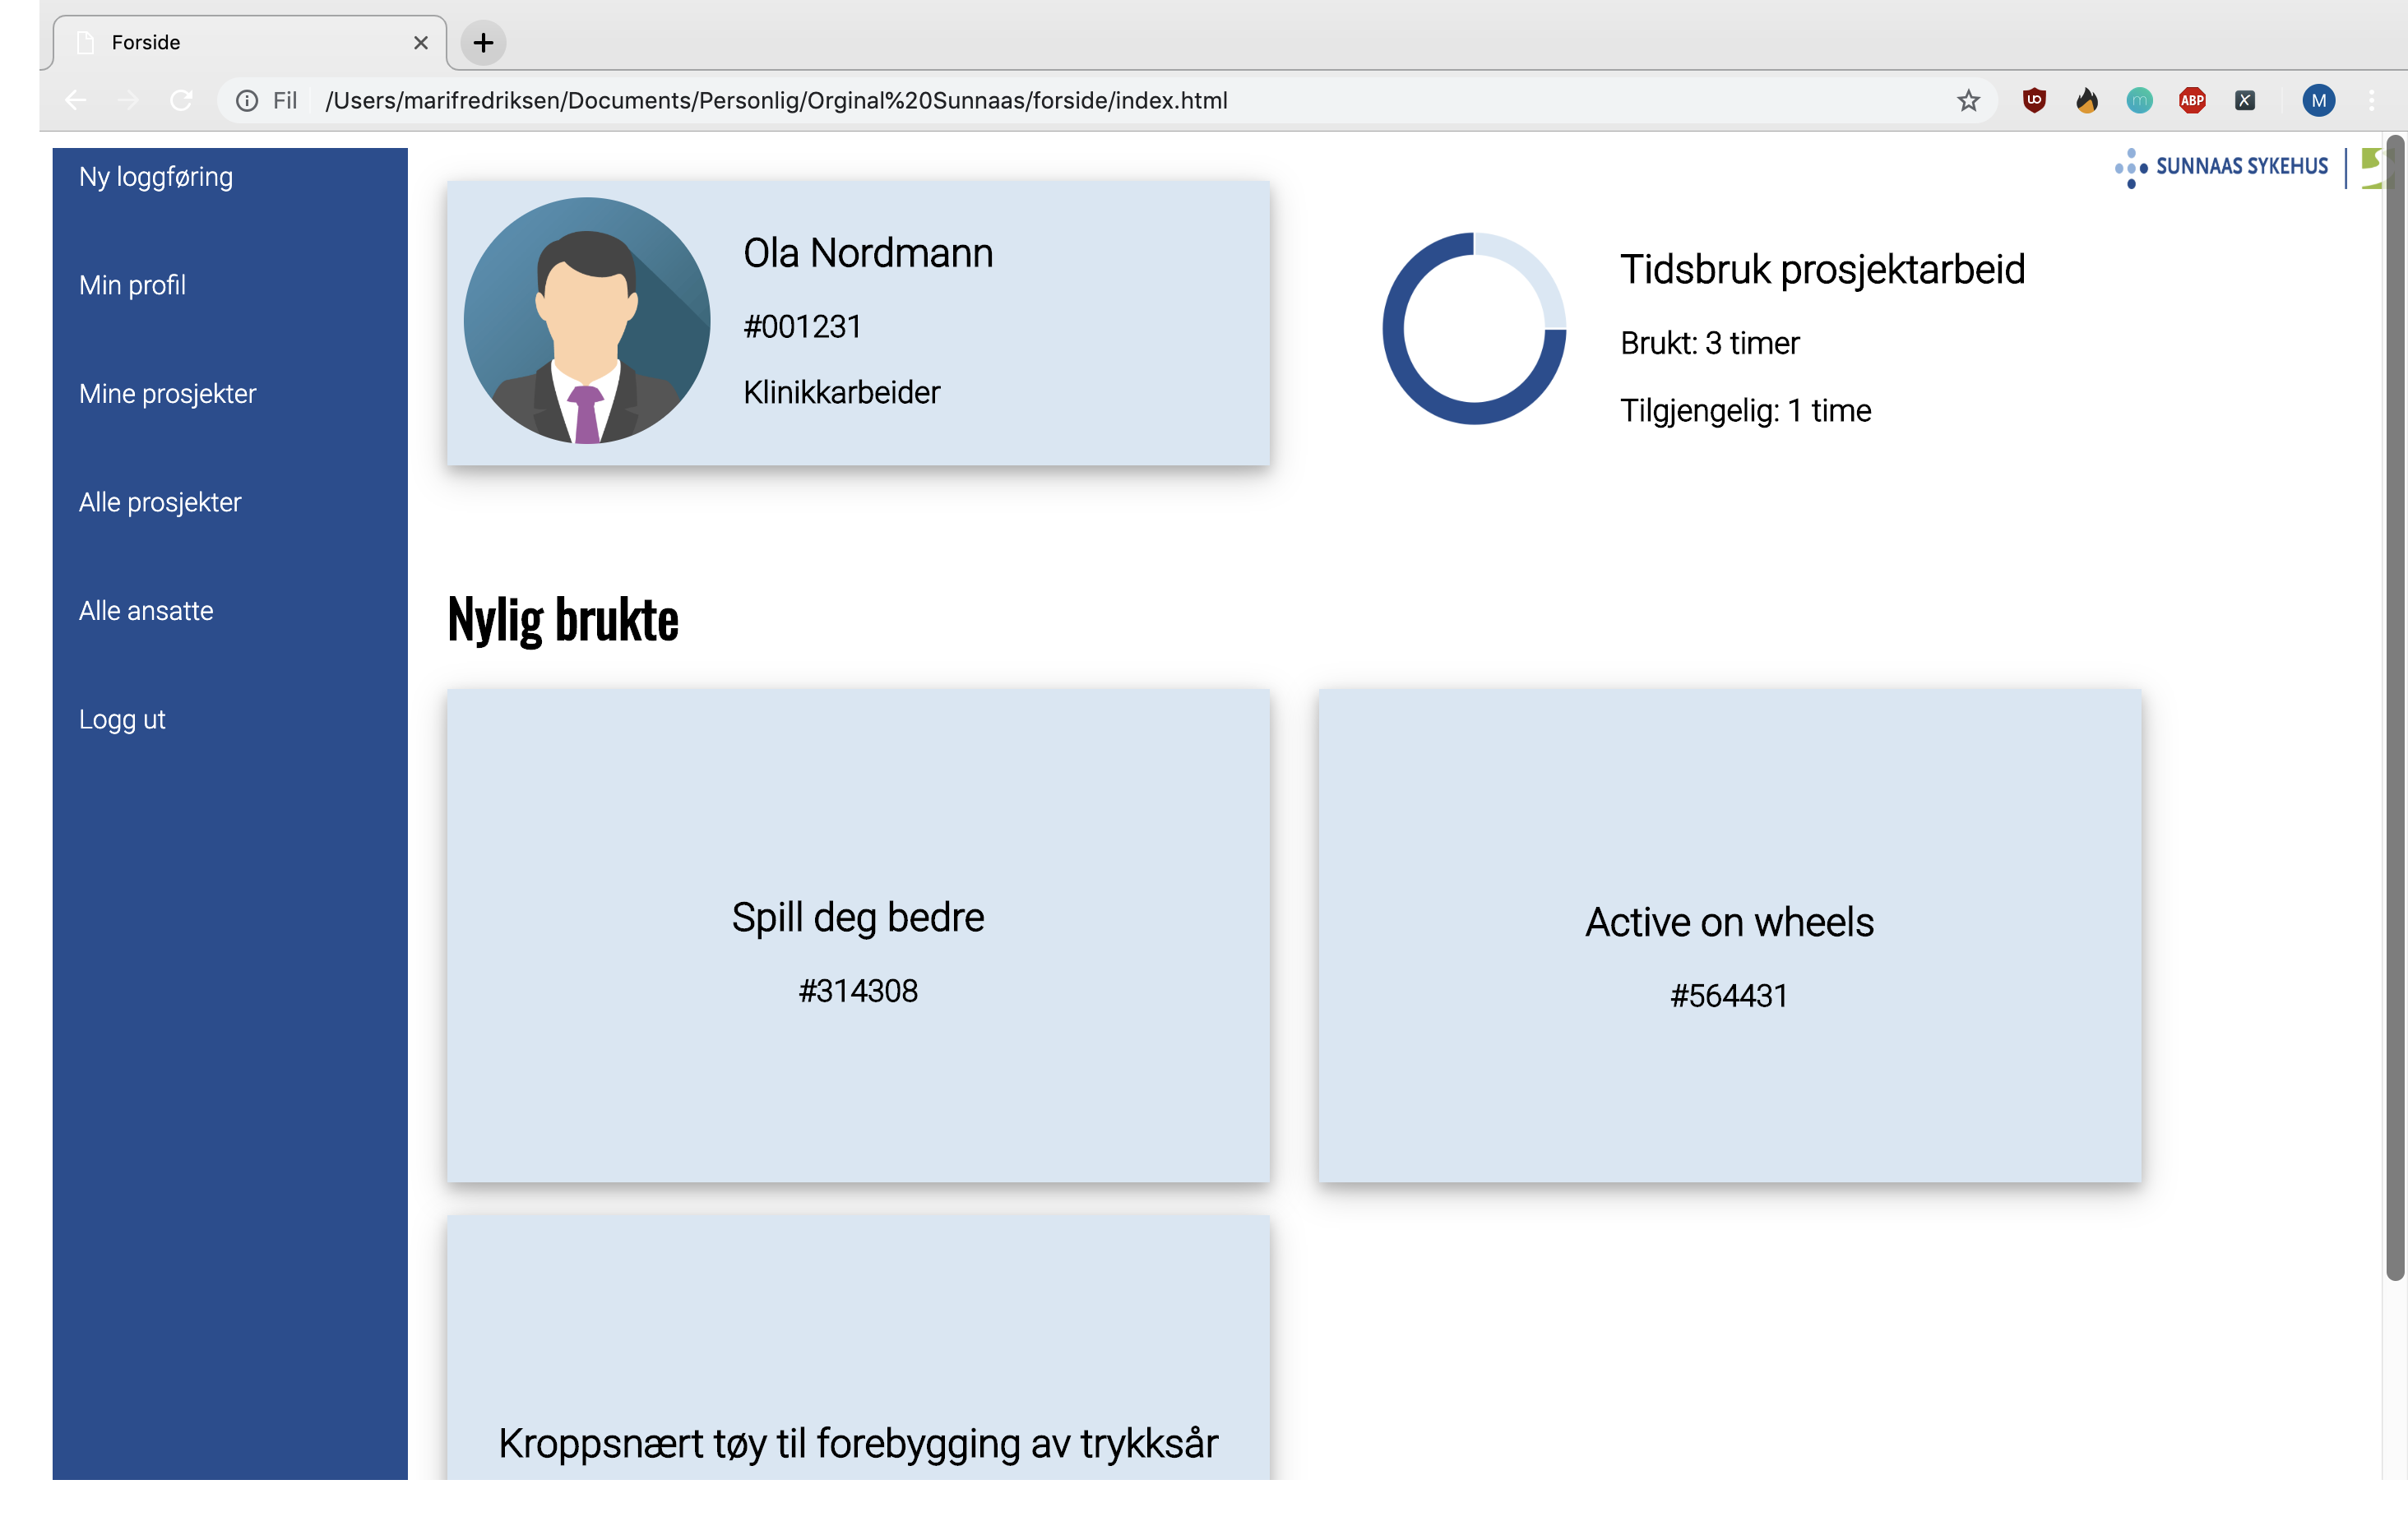 Forside
Fil /Users/marifredriksen/Documents/Personlig/Orginal%20Sunnaas/forside/index.html
ABP
M
Ny loggføring
Min profil
Mine prosjekter
Alle prosjekter
Alle ansatte
Logg ut
SUNNAAS SYKEHUS
Ola Nordmann
#001231
Klinikkarbeider
Tidsbruk prosjektarbeid
Brukt: 3 timer
Tilgjengelig: 1 time
Nylig brukte
Spill deg bedre
#314308
Active on wheels
#564431
Kroppsnært tøy til forebygging av trykksår